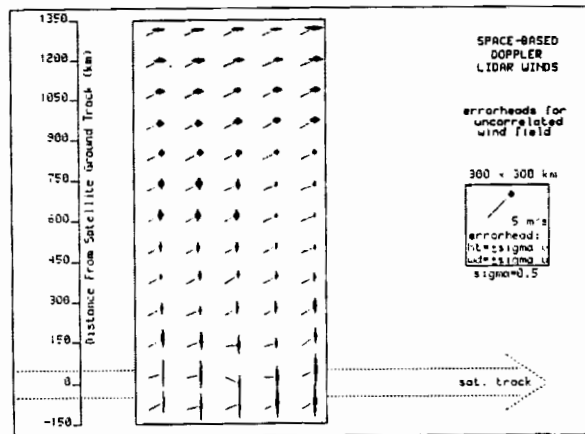 1350
1200
1050
900
750
600
450
300
150
0
-150
Distance From Satellite Ground Track (km)
SPACE-BASED
DOPPLER
LIDAR WINDS
errorheads for
uncorrelated
wind field
300 × 300 km
5 m/s
errorhead:
sigma=0.5
sat. track